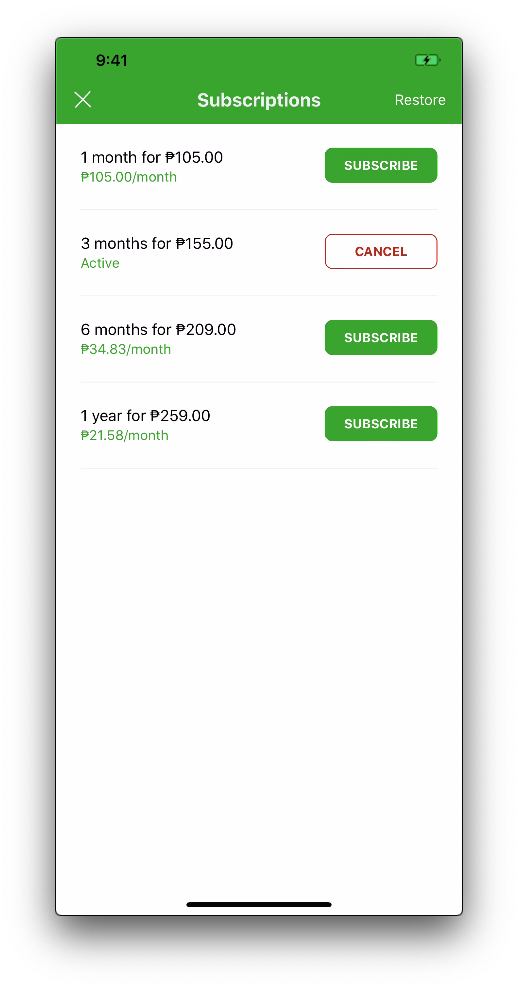 9:41
Subscriptions
Restore
1 month for ₱105.00
₱105.00/month
SUBSCRIBE
3 months for ₱155.00
Active
CANCEL
6 months for ₱209.00
₱34.83/month
SUBSCRIBE
1 year for ₱259.00
₱21.58/month
SUBSCRIBE